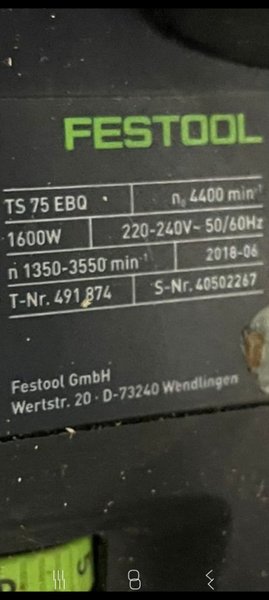 FESTOOL
TS 75 EBQ n₀ 4400 min⁻¹
1600W 220-240V~ 50/60Hz
n 1350-3550 min⁻¹ 2018-06
T-Nr. 491 874 S-Nr. 40502267
Festool GmbH
Wertstr. 20 · D-73240 Wendlingen